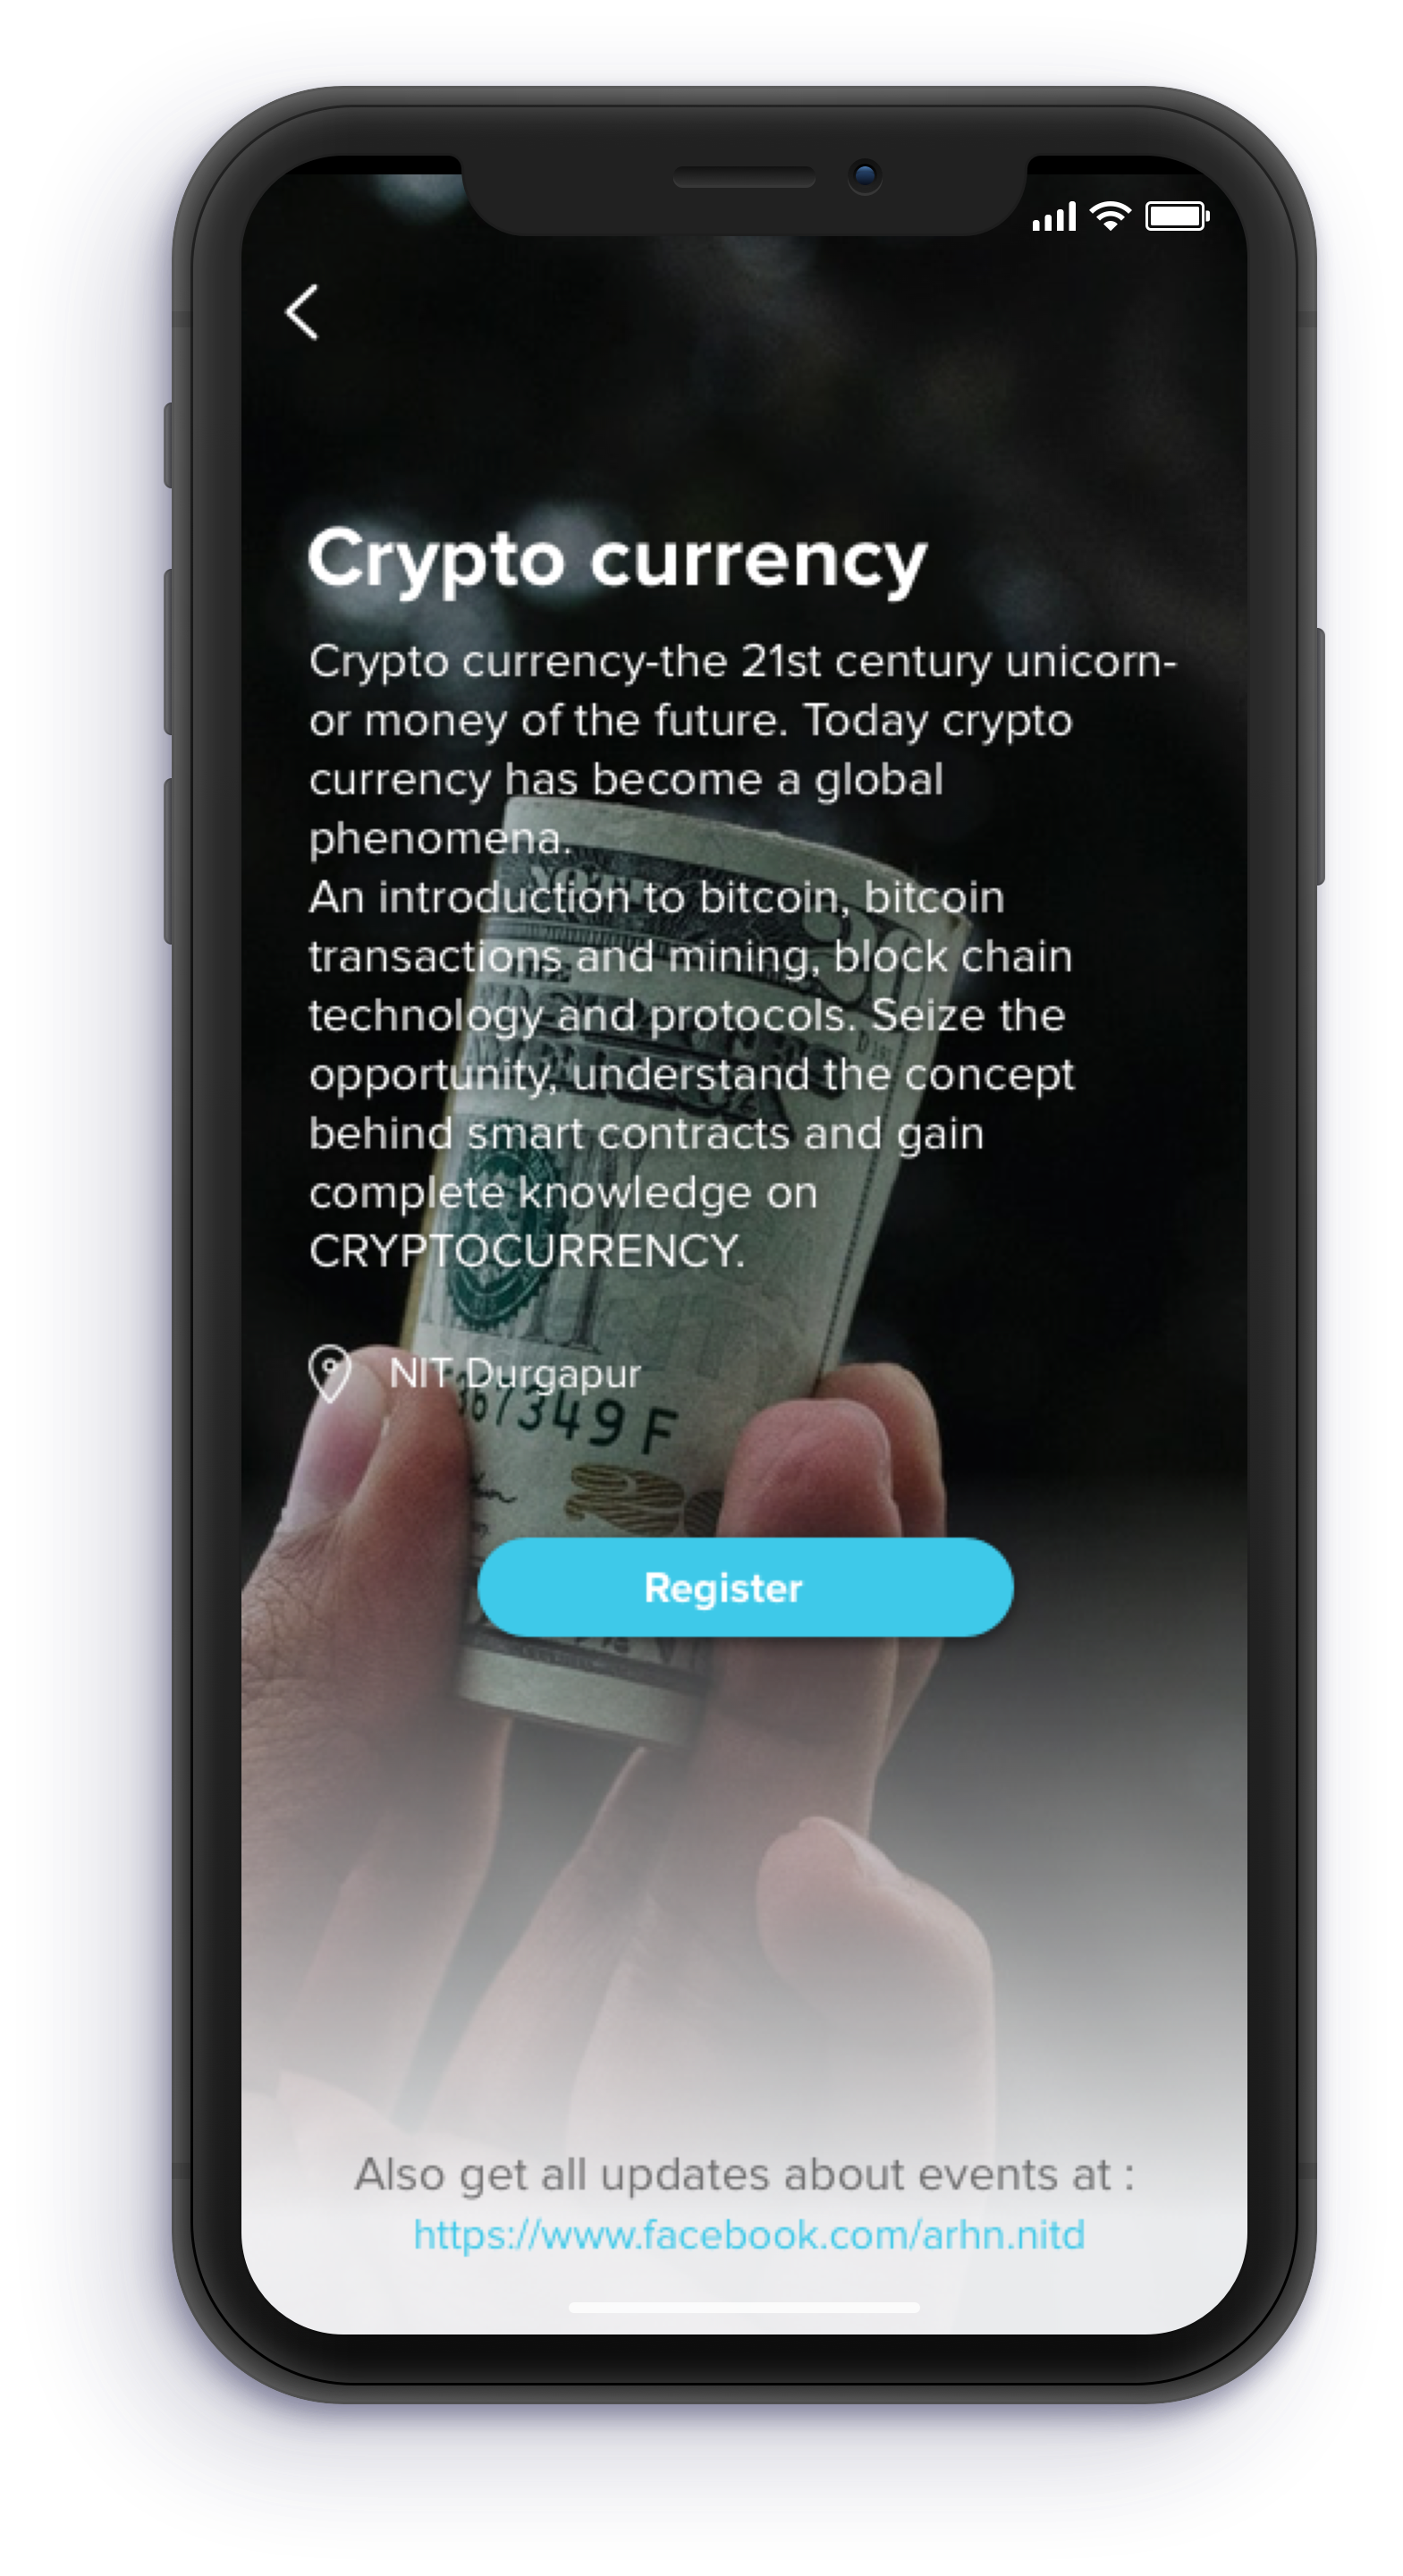 Crypto currency
Crypto currency-the 21st century unicorn-
or money of the future. Today crypto
currency has become a global
phenomena.
An introduction to bitcoin, bitcoin
transactions and mining, block chain
technology and protocols. Seize the
opportunity, understand the concept
behind smart contracts and gain
complete knowledge on
CRYPTOCURRENCY.
NIT Durgapur
67349 F
Register
Also get all updates about events at :
https://www.facebook.com/arhn.nitd